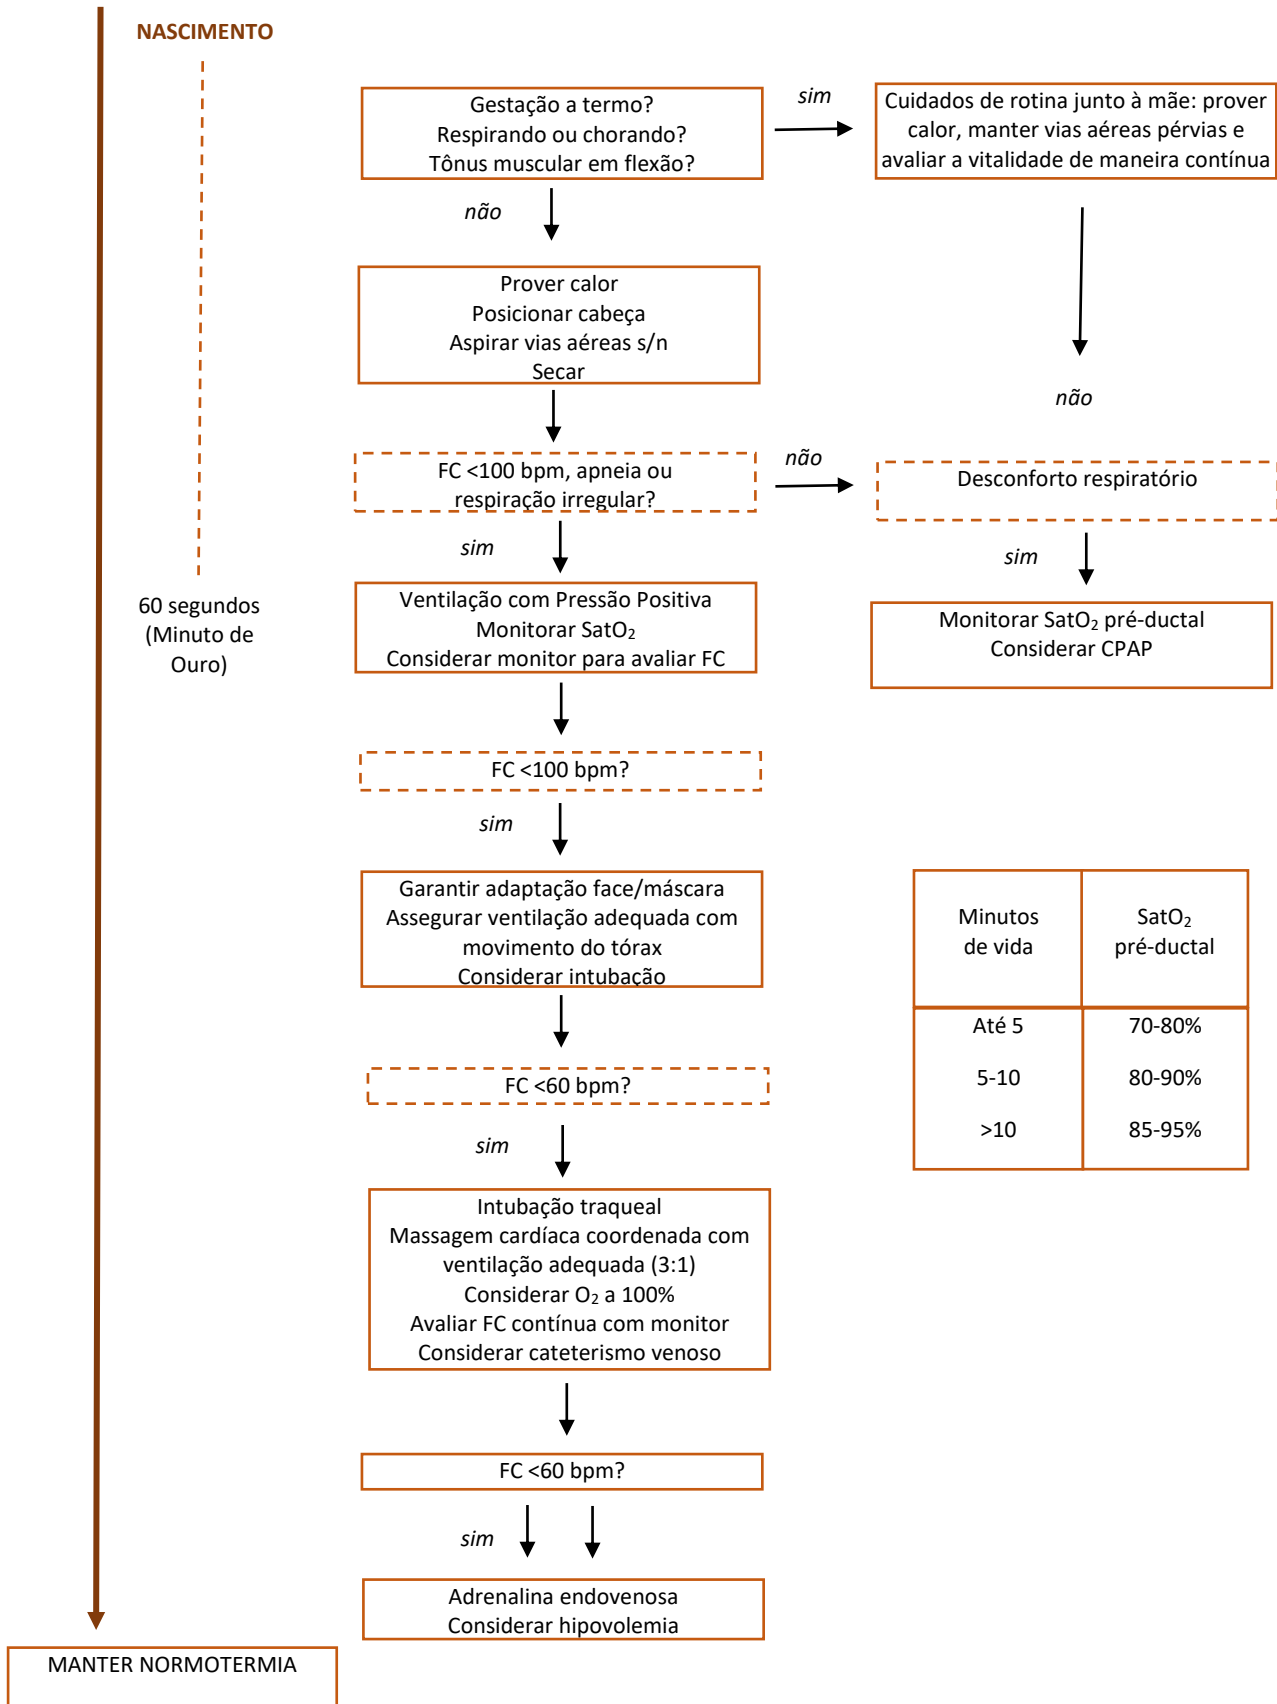 NASCIMENTO
Gestação a termo?
Respirando ou chorando?
Tônus muscular em flexão?
sim
Cuidados de rotina junto à mãe: prover
calor, manter vias aéreas pérvias e
avaliar a vitalidade de maneira contínua
não
Prover calor
Posicionar cabeça
Aspirar vias aéreas s/n
Secar
não
FC <100 bpm, apneia ou
respiração irregular?
não
Desconforto respiratório
sim
sim
60 segundos
(Minuto de
Ouro)
Ventilação com Pressão Positiva
Monitorar SatO₂
Considerar monitor para avaliar FC
Monitorar SatO₂ pré-ductal
Considerar CPAP
FC <100 bpm?
sim
Garantir adaptação face/máscara
Assegurar ventilação adequada com
movimento do tórax
Considerar intubação
Minutos
de vida
SatO₂
pré-ductal
Até 5
70-80%
5-10
80-90%
>10
85-95%
FC <60 bpm?
sim
Intubação traqueal
Massagem cardíaca coordenada com
ventilação adequada (3:1)
Considerar O₂ a 100%
Avaliar FC contínua com monitor
Considerar cateterismo venoso
FC <60 bpm?
sim
Adrenalina endovenosa
Considerar hipovolemia
MANTER NORMOTERMIA